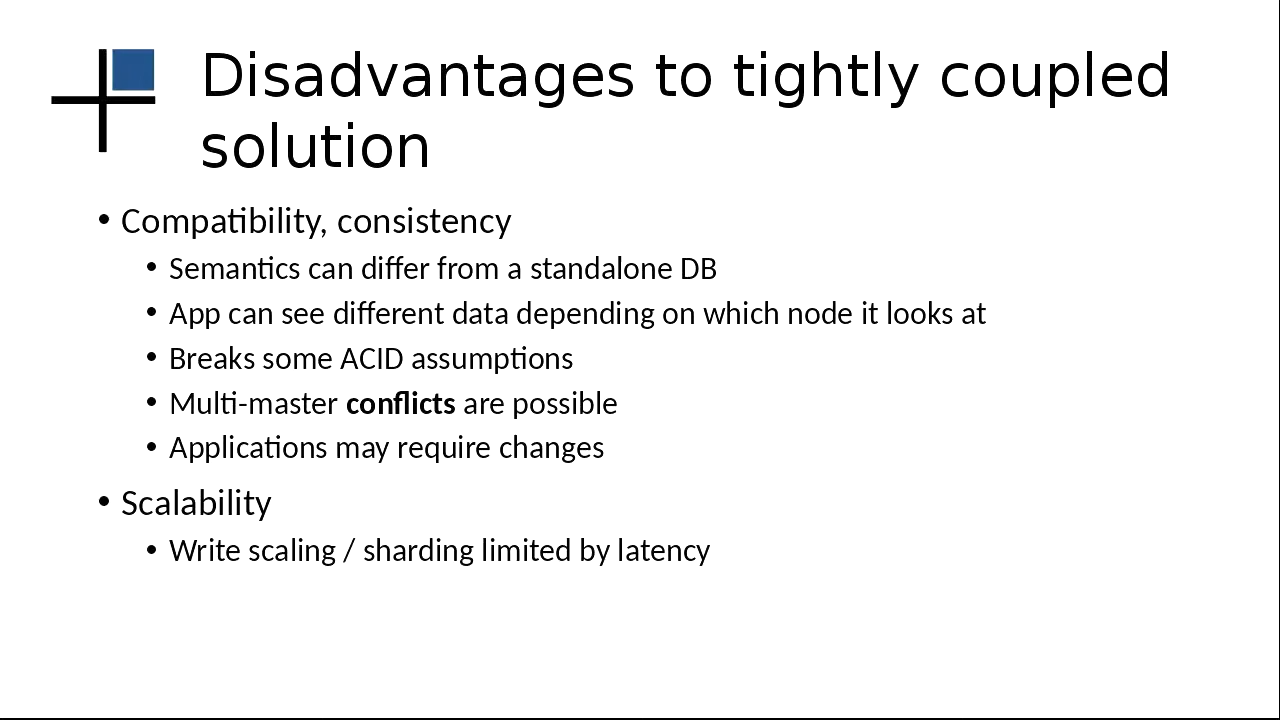 Disadvantages to tightly coupled
solution
• Compatibility, consistency
• Semantics can differ from a standalone DB
• App can see different data depending on which node it looks at
• Breaks some ACID assumptions
• Multi-master conflicts are possible
• Applications may require changes
• Scalability
• Write scaling / sharding limited by latency